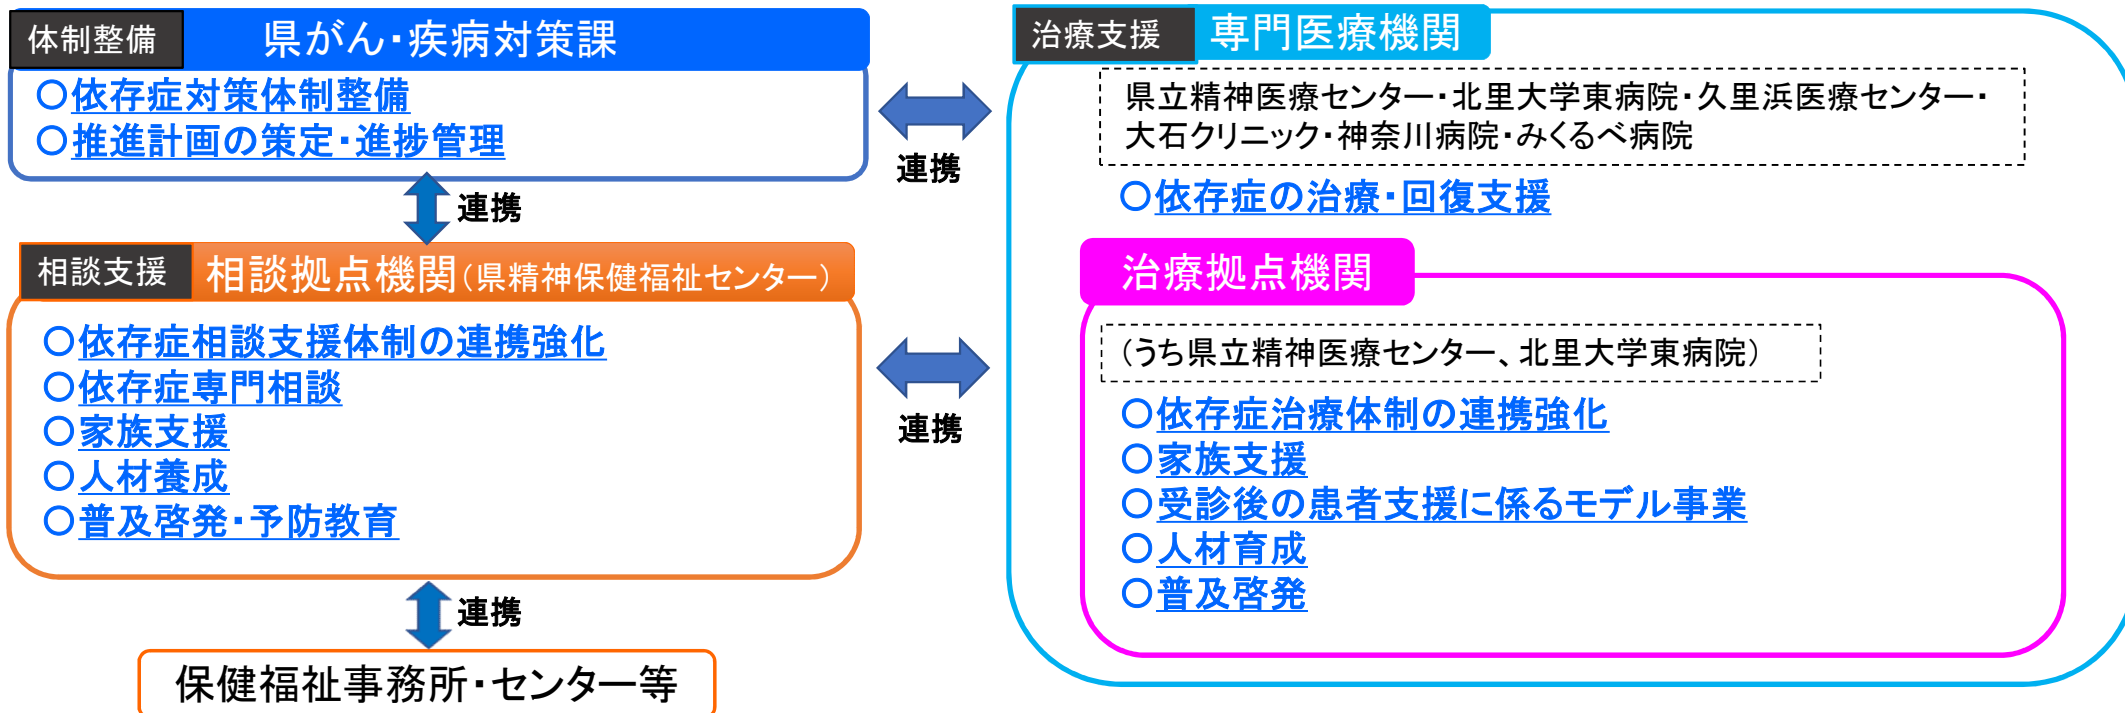 体制整備
県がん・疾病対策課
○依存症対策体制整備
○推進計画の策定・進捗管理
連携
相談支援
相談拠点機関(県精神保健福祉センター)
○依存症相談支援体制の連携強化
○依存症専門相談
○家族支援
○人材養成
○普及啓発・予防教育
連携
保健福祉事務所・センター等
連携
連携
治療支援
専門医療機関
県立精神医療センター・北里大学東病院・久里浜医療センター・
大石クリニック・神奈川病院・みくるべ病院
○依存症の治療・回復支援
治療拠点機関
(うち県立精神医療センター、北里大学東病院)
○依存症治療体制の連携強化
○家族支援
○受診後の患者支援に係るモデル事業
○人材育成
○普及啓発